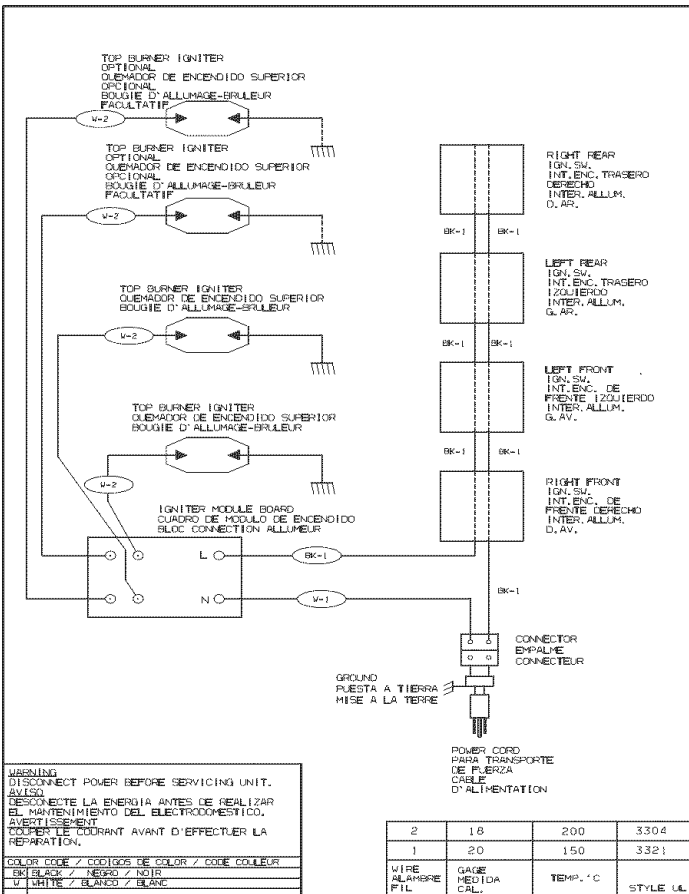 TOP BURNER IGNITER
OPTIONAL
QUEMADOR DE ENCENDIDO SUPERIOR
OPCIONAL
BOUGIE D'ALLUMAGE-BRULEUR
FACULTATIF
W-2
TOP BURNER IGNITER
OPTIONAL
QUEMADOR DE ENCENDIDO SUPERIOR
OPCIONAL
BOUGIE D'ALLUMAGE-BRULEUR
FACULTATIF
W-2
TOP BURNER IGNITER
QUEMADOR DE ENCENDIDO SUPERIOR
BOUGIE D'ALLUMAGE-BRULEUR
W-2
TOP BURNER IGNITER
QUEMADOR DE ENCENDIDO SUPERIOR
BOUGIE D'ALLUMAGE-BRULEUR
W-2
IGNITER MODULE BOARD
CUADRO DE MODULO DE ENCENDIDO
BLOC CONNECTION ALLUMEUR
L
BK-1
N
W-1
RIGHT REAR
IGN. SW.
INT. ENC. TRASERO
DERECHO
INTER. ALLUM.
D. AR.
BK-1 BK-1
LEFT REAR
IGN. SW.
INT. ENC. TRASERO
IZQUIERDO
INTER. ALLUM.
G. AR.
BK-1 BK-1
LEFT FRONT
IGN. SW.
INT. ENC. DE
FRENTE IZQUIERDO
INTER. ALLUM.
G. AV.
BK-1 BK-1
RIGHT FRONT
IGN. SW.
INT. ENC. DE
FRENTE DERECHO
INTER. ALLUM.
D. AV.
BK-1
CONNECTOR
EMPALME
CONNECTEUR
GROUND
PUESTA A TIERRA
MISE A LA TERRE
POWER CORD
PARA TRANSPORTE
DE FUERZA
CABLE
D'ALIMENTATION
WARNING
DISCONNECT POWER BEFORE SERVICING UNIT.
AVISO
DESCONECTE LA ENERGIA ANTES DE REALIZAR
EL MANTENIMIENTO DEL ELECTRODOMESTICO.
AVERTISSEMENT
COUPER LE COURANT AVANT D'EFFECTUER LA
REPARATION.
COLOR CODE / CODIGOS DE COLOR / CODE COULEUR
BK BLACK / NEGRO / NOIR
W WHITE / BLANCO / BLANC
2 18 200 3304
1 20 150 3321
WIRE GAGE
ALAMBRE MEDIDA TEMP. °C
FIL CAL. STYLE UL